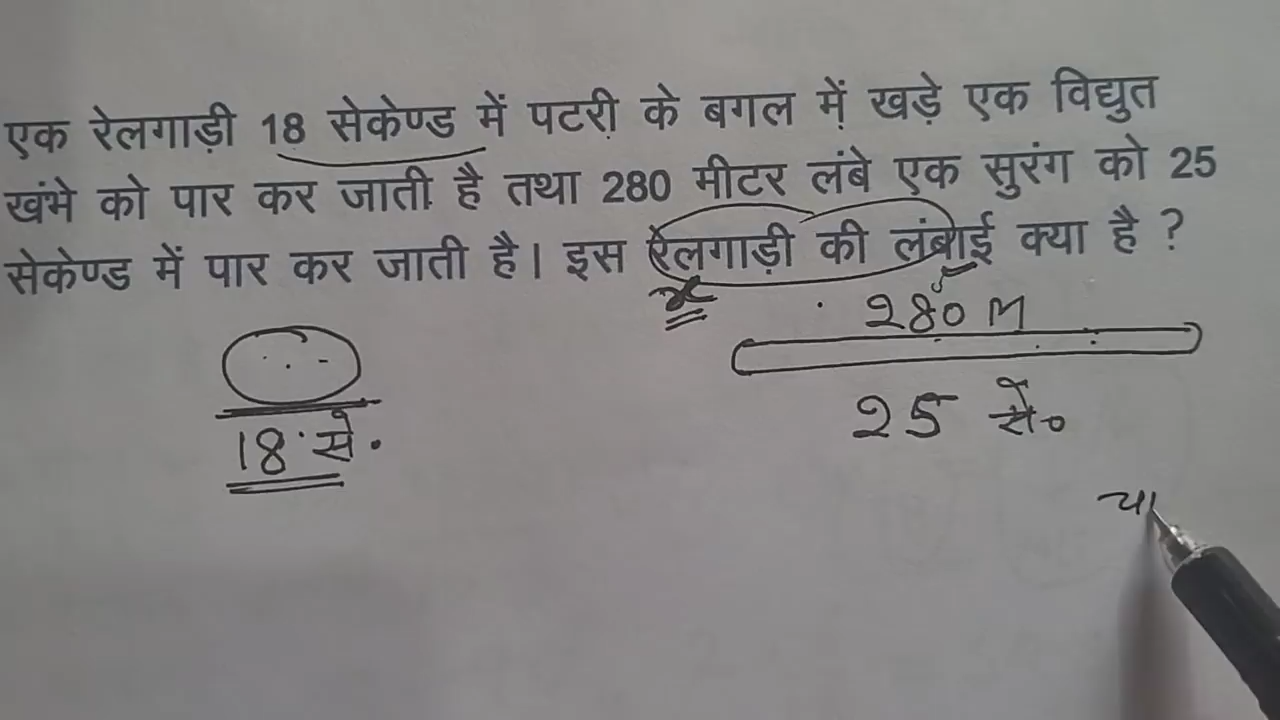 एक रेलगाड़ी 18 सेकेण्ड में पटरी के बगल में खड़े एक विद्युत
खंभे को पार कर जाती है तथा 280 मीटर लंबे एक सुरंग को 25
सेकेण्ड में पार कर जाती है। इस रेलगाड़ी की लंबाई क्या है ?
x
280 M
18 से.
25 से०
चा